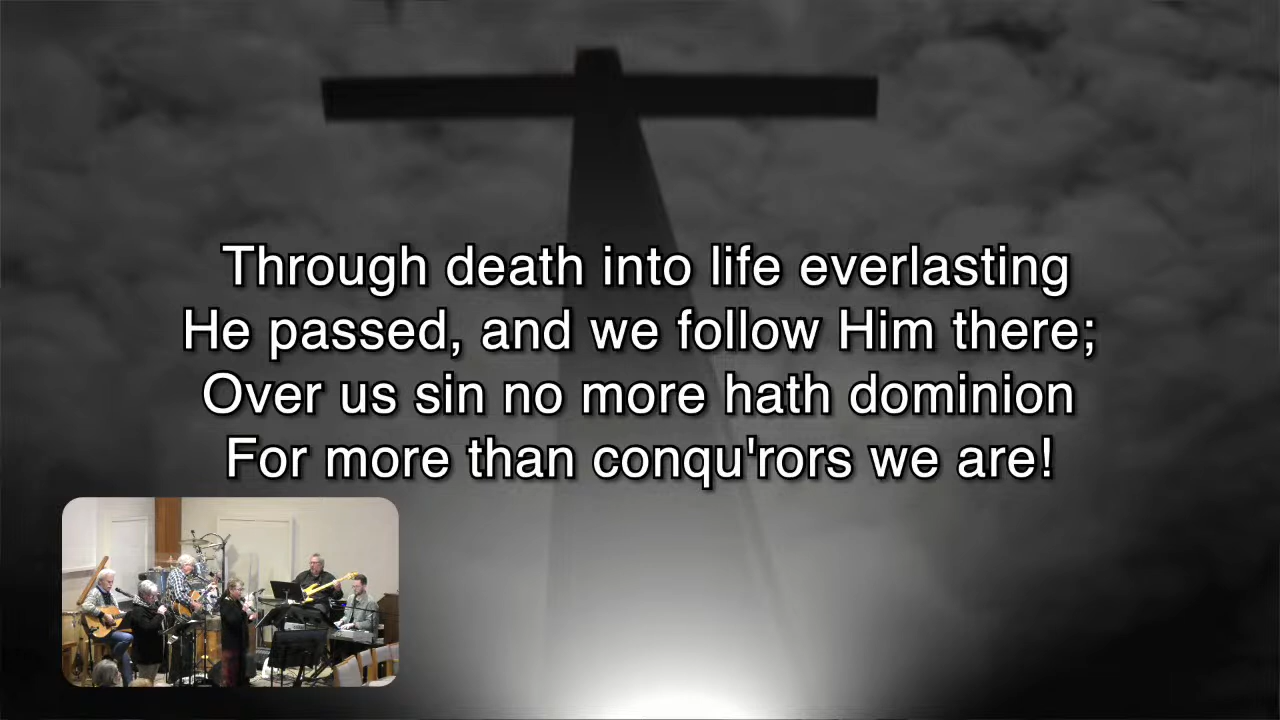 Through death into life everlasting
He passed, and we follow Him there;
Over us sin no more hath dominion
For more than conqu'rors we are!